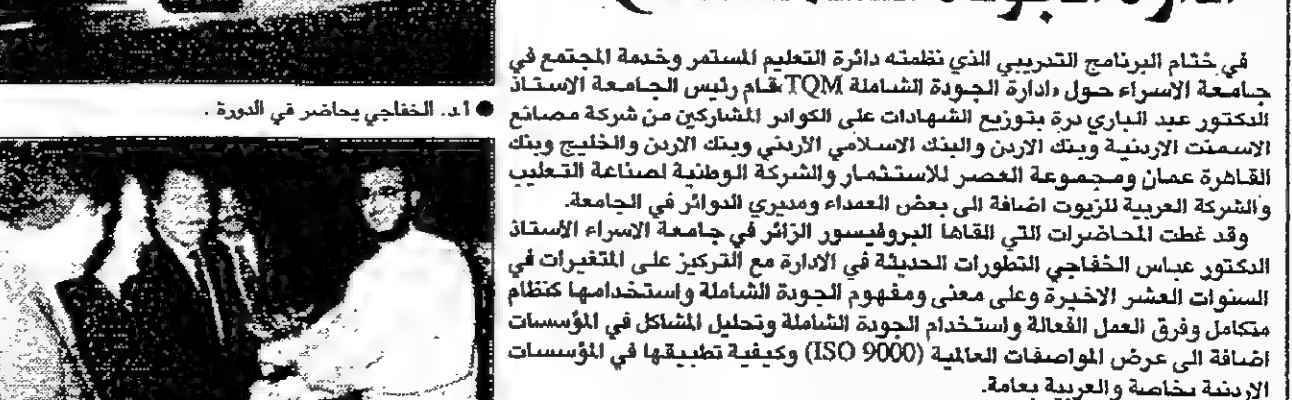 في ختام البرنامج التدريبي الذي نظمته دائرة التعليم المستمر وخدمة المجتمع في
جامعة الاسراء حول «ادارة الجودة الشاملة TQM» قام رئيس الجامعة الاستاذ
الدكتور عبد الباري درة بتوزيع الشهادات على الكوادر المشاركين من شركة مصانع
الاسمنت الاردنية وبنك الاردن والبنك الاسلامي الاردني وبنك الاردن والخليج وبنك
القاهرة عمان ومجموعة العصر للاستثمار والشركة الوطنية لصناعة التعليب
والشركة العربية للزيوت اضافة الى بعض العمداء ومديري الدوائر في الجامعة.
وقد غطت المحاضرات التي القاها البروفيسور الزائر في جامعة الاسراء الأستاذ
الدكتور عباس الخفاجي التطورات الحديثة في الادارة مع التركيز على المتغيرات في
السنوات العشر الاخيرة وعلى معنى ومفهوم الجودة الشاملة واستخدامها كنظام
متكامل وفرق العمل الفعالة واستخدام الجودة الشاملة وتحليل المشاكل في المؤسسات
اضافة الى عرض المواصفات العالمية (ISO 9000) وكيفية تطبيقها في المؤسسات
الاردنية بخاصة والعربية بعامة.
● أ.د. الخفاجي يحاضر في الدورة .